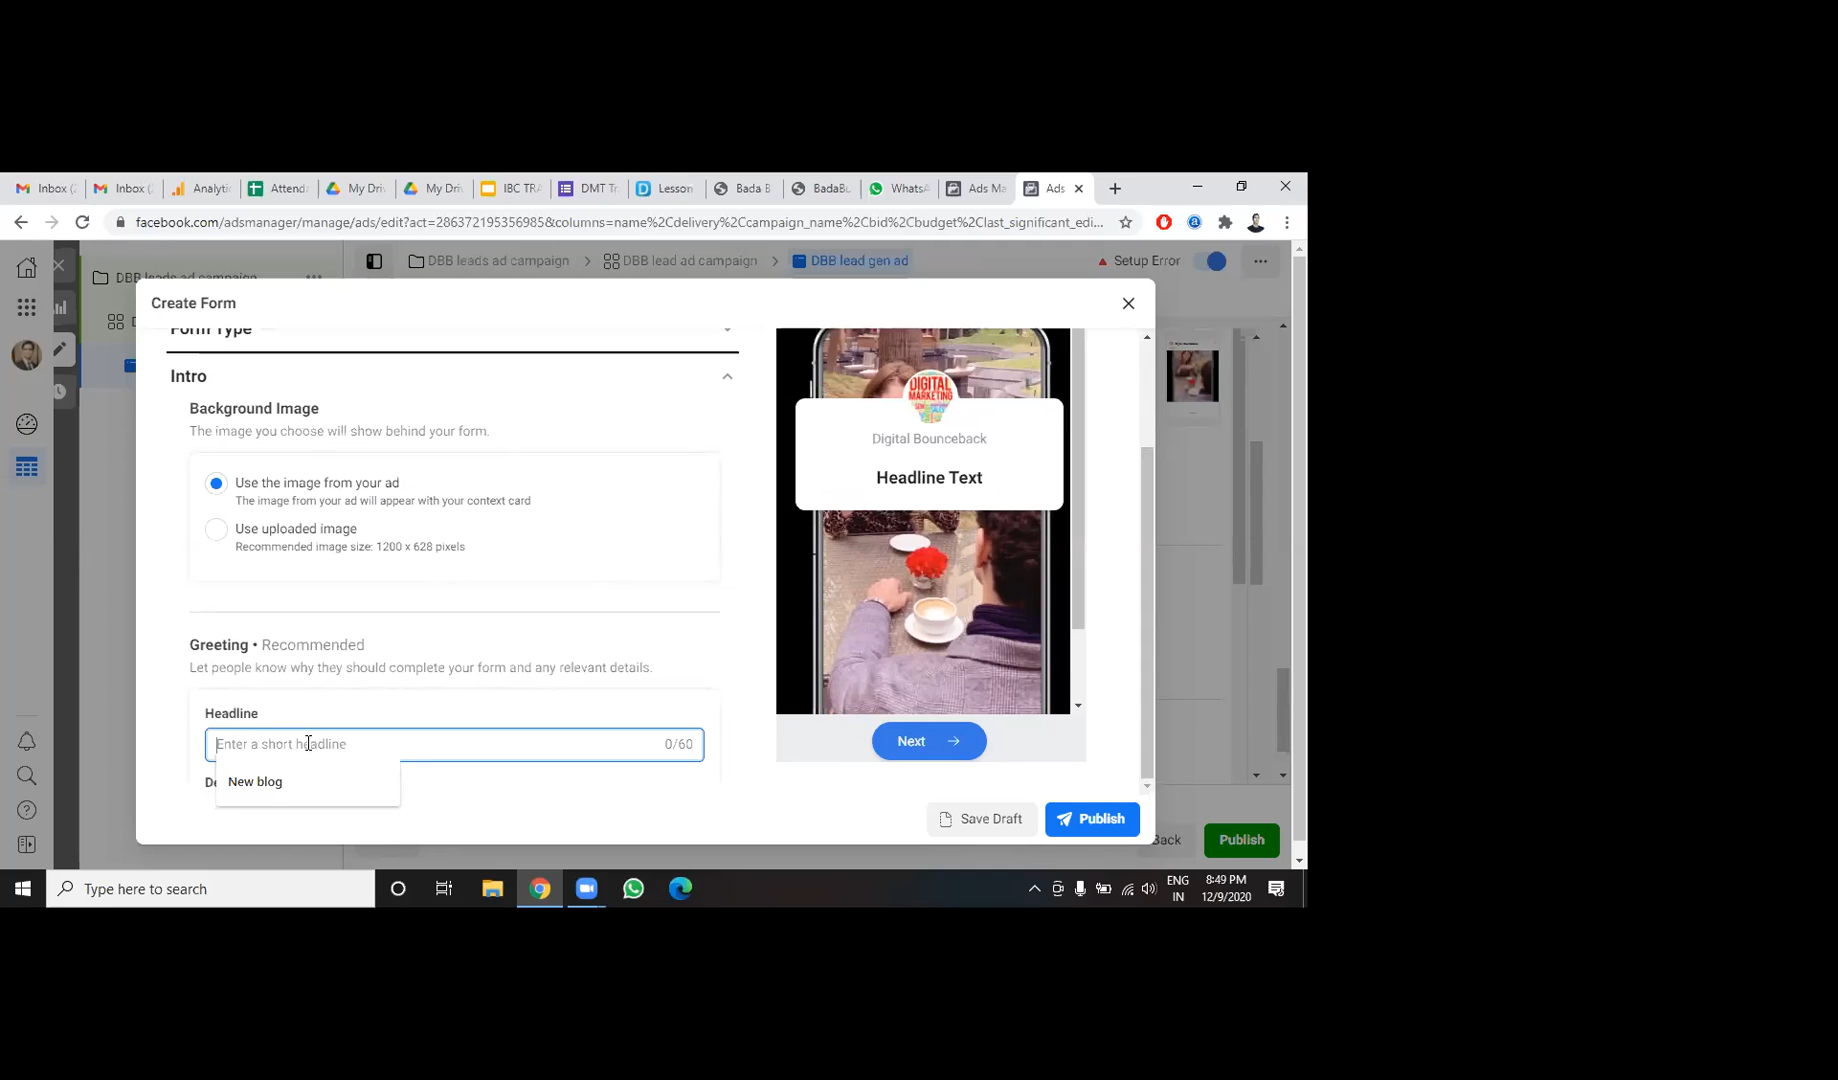 Inbox (
Inbox (
Analytic
Attend
My Driv
My Driv
IBC TRA
DMT Tr
Lesson
Bada B
BadaBu
WhatsA
Ads Ma
Ads
facebook.com/adsmanager/manage/ads/edit?act=286372195356985&columns=name%2Cdelivery%2Ccampaign_name%2Cbid%2Cbudget%2Clast_significant_edi...
DBB leads ad campaign
DBB leads ad campaign
DBB lead ad campaign
DBB lead gen ad
Setup Error
Create Form
Form Type
Intro
Background Image
The image you choose will show behind your form.
Use the image from your ad
The image from your ad will appear with your context card
Use uploaded image
Recommended image size: 1200 x 628 pixels
Greeting • Recommended
Let people know why they should complete your form and any relevant details.
Headline
Enter a short headline
0/60
De
New blog
DIGITAL
MARKETING
Digital Bounceback
Headline Text
Next
Save Draft
Publish
Back
Publish
Type here to search
ENG
IN
8:49 PM
12/9/2020